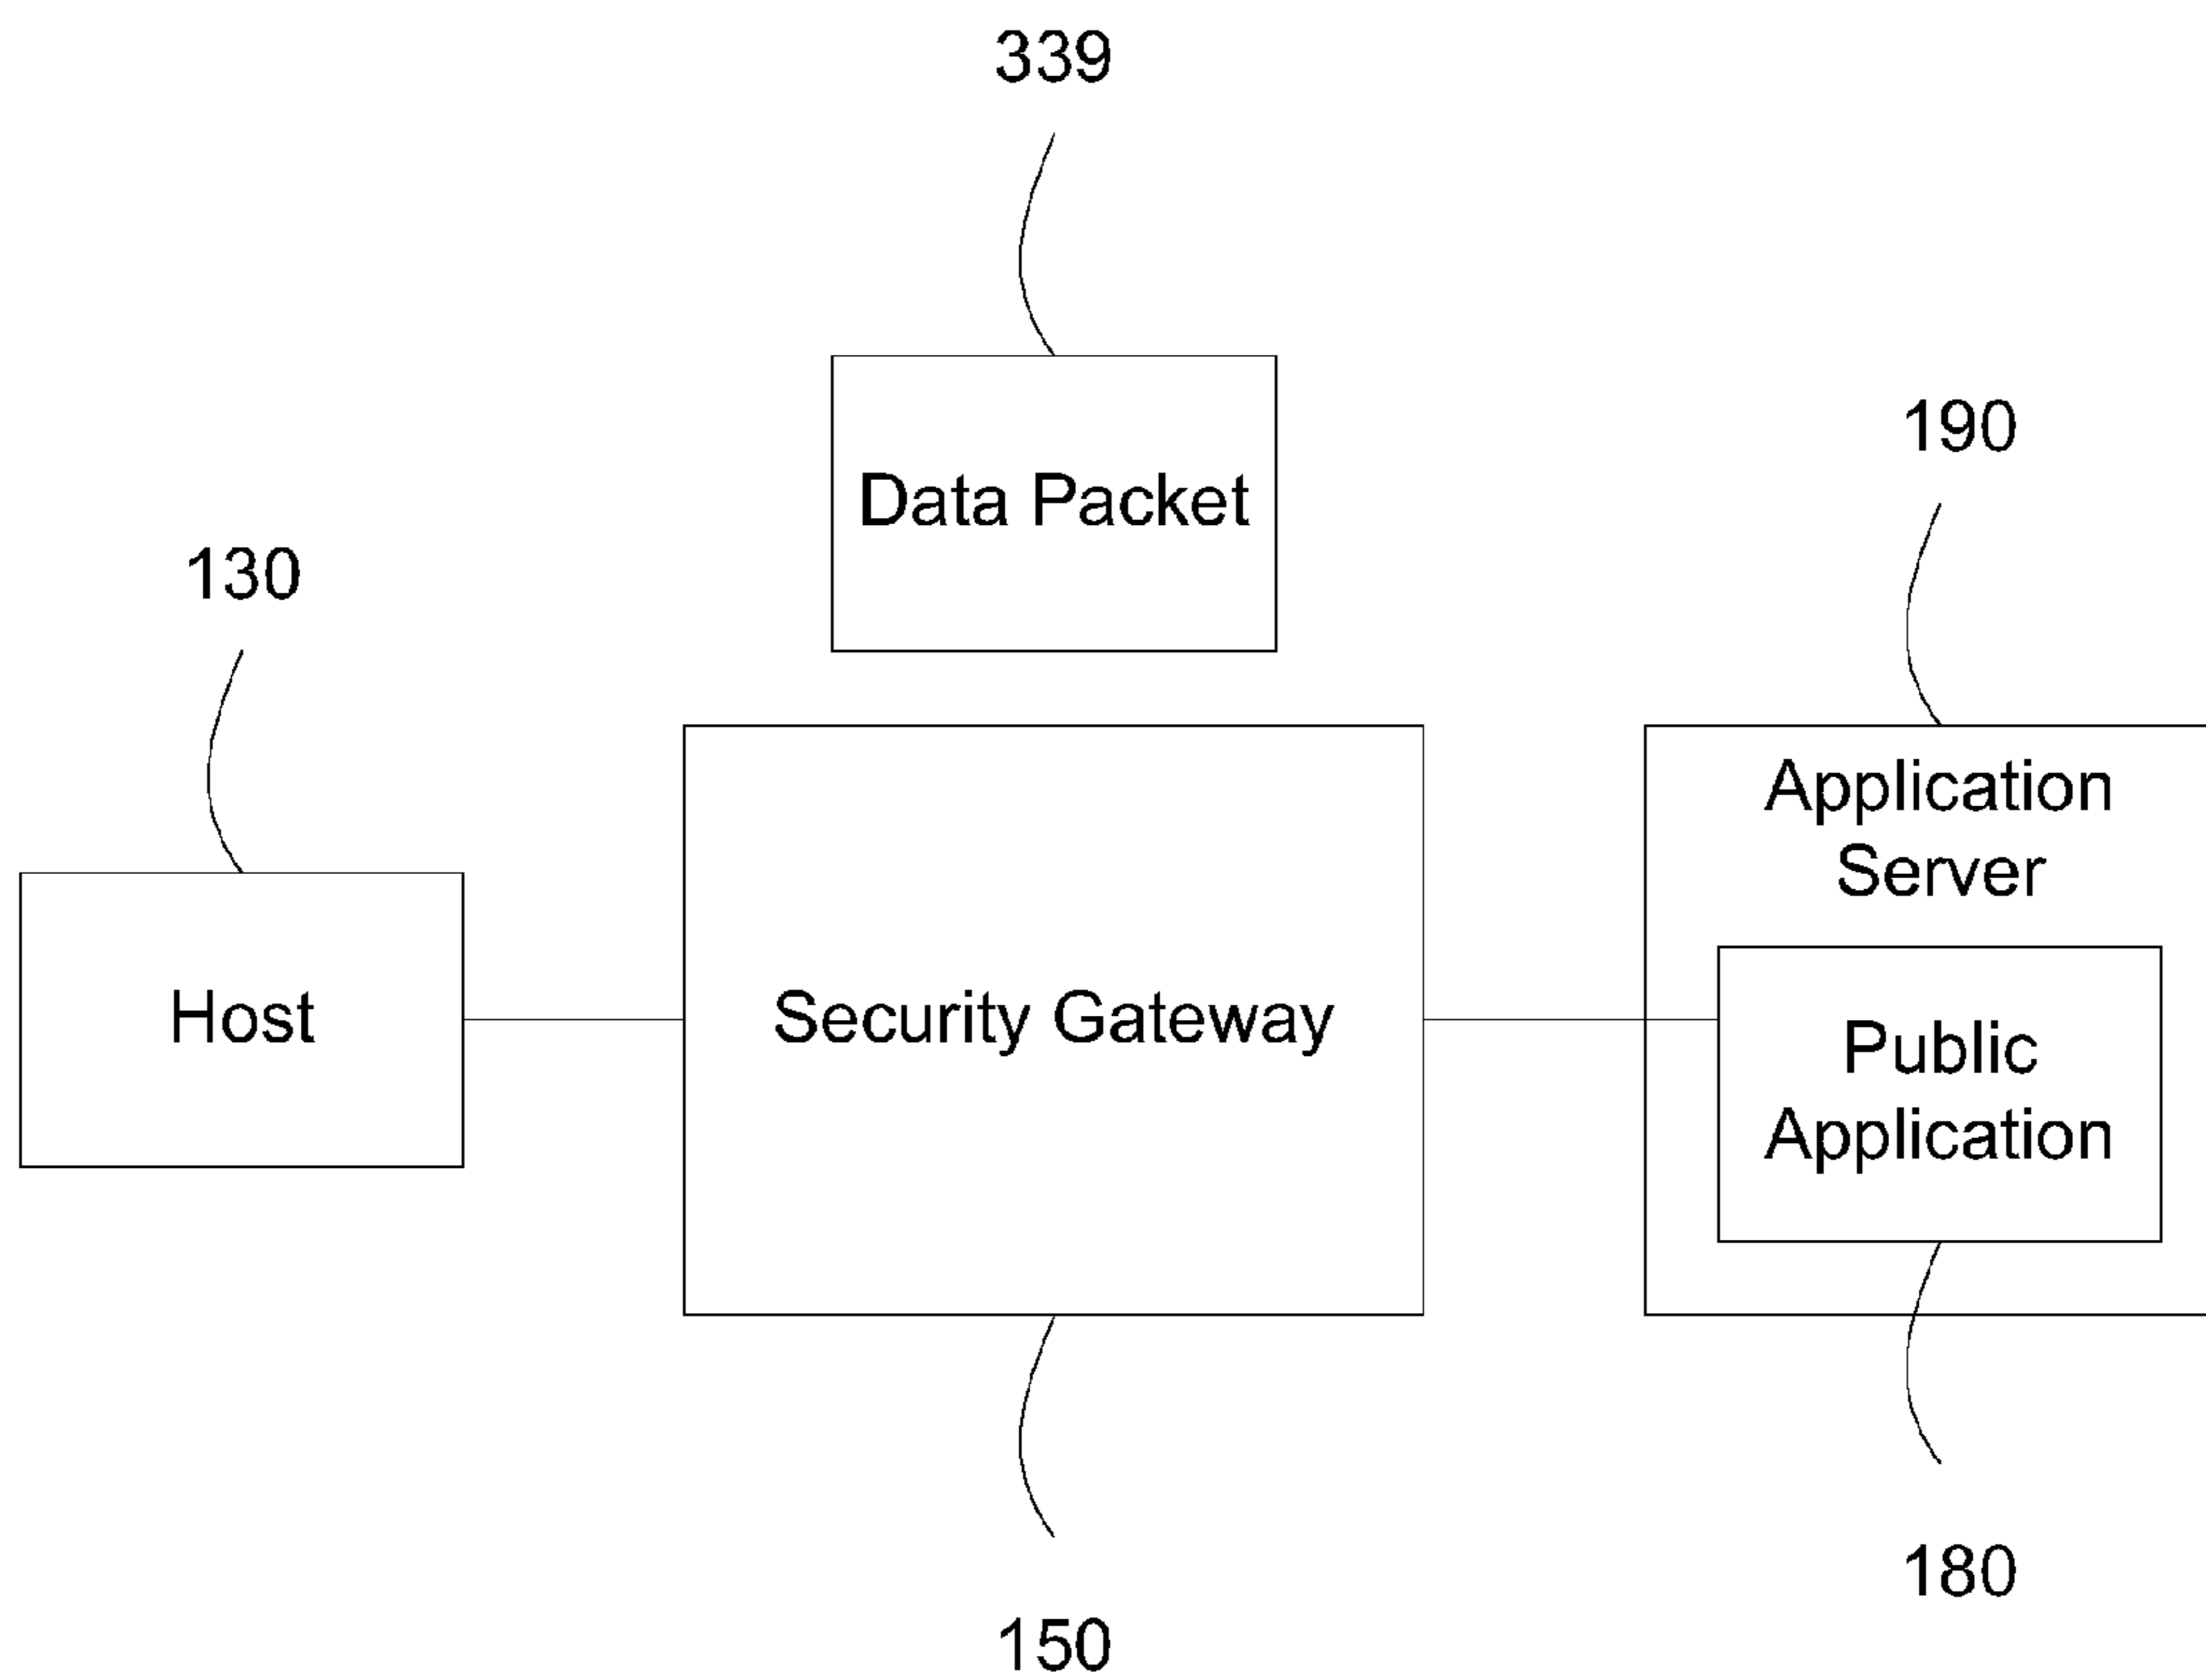 339
Data Packet
190
130
Application
Server
Host
Security Gateway
Public
Application
180
150